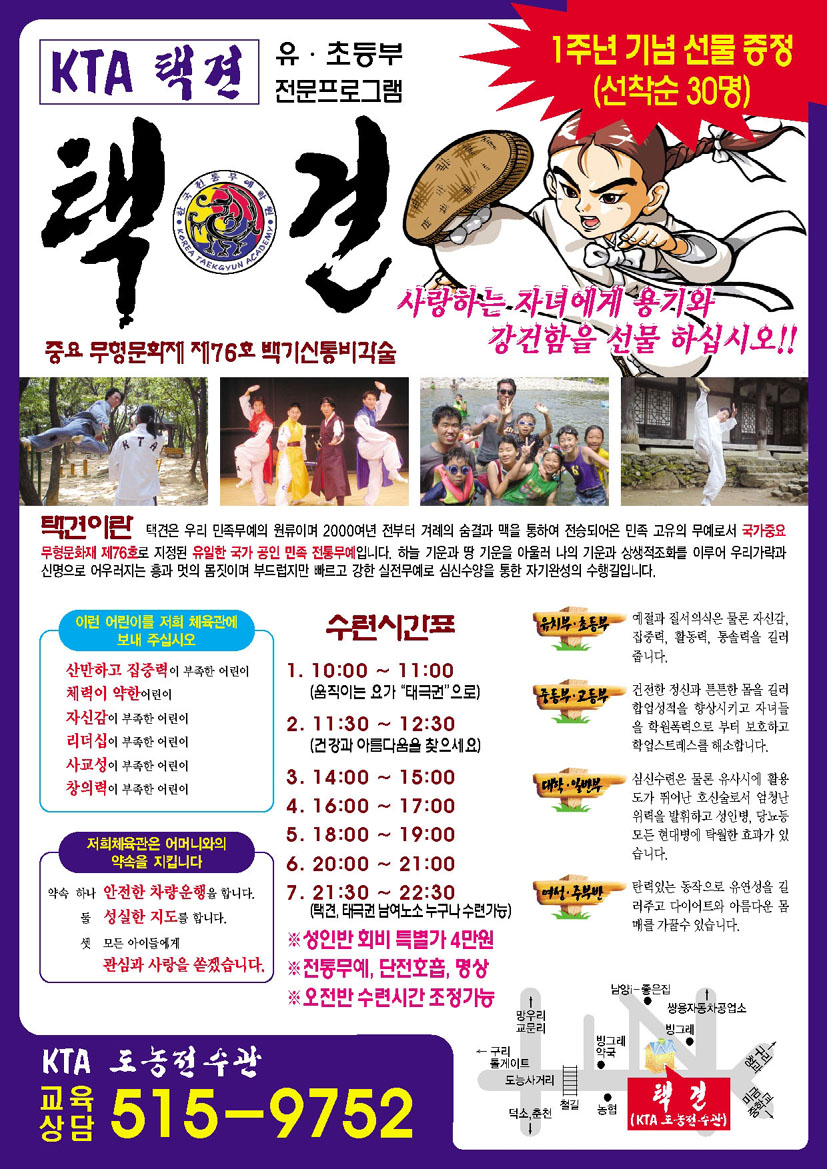 KTA 택견
유 · 초등부
전문프로그램
1주년 기념 선물 증정
(선착순 30명)
택견
한국전통무예학원
KOREA TAEKGYUN ACADEMY
사랑하는 자녀에게 용기와
강건함을 선물 하십시오!!
중요 무형문화제 제76호 백기신통비각술
KTA
택견이란 택견은 우리 민족무예의 원류이며 2000여년 전부터 겨레의 숨결과 맥을 통하여 전승되어온 민족 고유의 무예로서 국가중요
무형문화재 제76호로 지정된 유일한 국가 공인 민족 전통무예입니다. 하늘 기운과 땅 기운을 아울러 나의 기운과 상생적조화를 이루어 우리가락과
신명으로 어우러지는 흥과 멋의 몸짓이며 부드럽지만 빠르고 강한 실전무예로 심신수양을 통한 자기완성의 수행길입니다.
이런 어린이를 저희 체육관에
보내 주십시오
산만하고 집중력이 부족한 어린이
체력이 약한어린이
자신감이 부족한 어린이
리더십이 부족한 어린이
사교성이 부족한 어린이
창의력이 부족한 어린이
저희체육관은 어머니와의
약속을 지킵니다
약속 하나 안전한 차량운행을 합니다.
둘 성실한 지도를 합니다.
셋 모든 아이들에게
관심과 사랑을 쏟겠습니다.
수련시간표
1. 10:00 ~ 11:00
(움직이는 요가 “태극권”으로)
2. 11:30 ~ 12:30
(건강과 아름다움을 찾으세요)
3. 14:00 ~ 15:00
4. 16:00 ~ 17:00
5. 18:00 ~ 19:00
6. 20:00 ~ 21:00
7. 21:30 ~ 22:30
(택견, 태극권 남여노소 누구나 수련가능)
※성인반 회비 특별가 4만원
※전통무예, 단전호흡, 명상
※오전반 수련시간 조정가능
유치부·초등부
예절과 질서의식은 물론 자신감,
집중력, 활동력, 통솔력을 길러
줍니다.
중등부·고등부
건전한 정신과 튼튼한 몸을 길러
합업성적을 향상시키고 자녀들
을 학원폭력으로 부터 보호하고
학업스트레스를 해소합니다.
대학·일반부
심신수련은 물론 유사시에 활용
도가 뛰어난 호신술로서 엄청난
위력을 발휘하고 성인병, 당뇨등
모든 현대병에 탁월한 효과가 있
습니다.
여성·주부반
탄력있는 동작으로 유연성을 길
러주고 다이어트와 아름다운 몸
매를 가꿀수 있습니다.
남양i-좋은집
쌍용자동차공업소
망우리
교문리
빙그레
← 구리
톨게이트
빙그레
약국
도농사거리
덕소,춘천
철길
농협
택견
(KTA 도농전수관)
KTA 도농전수관
교육
상담
515-9752